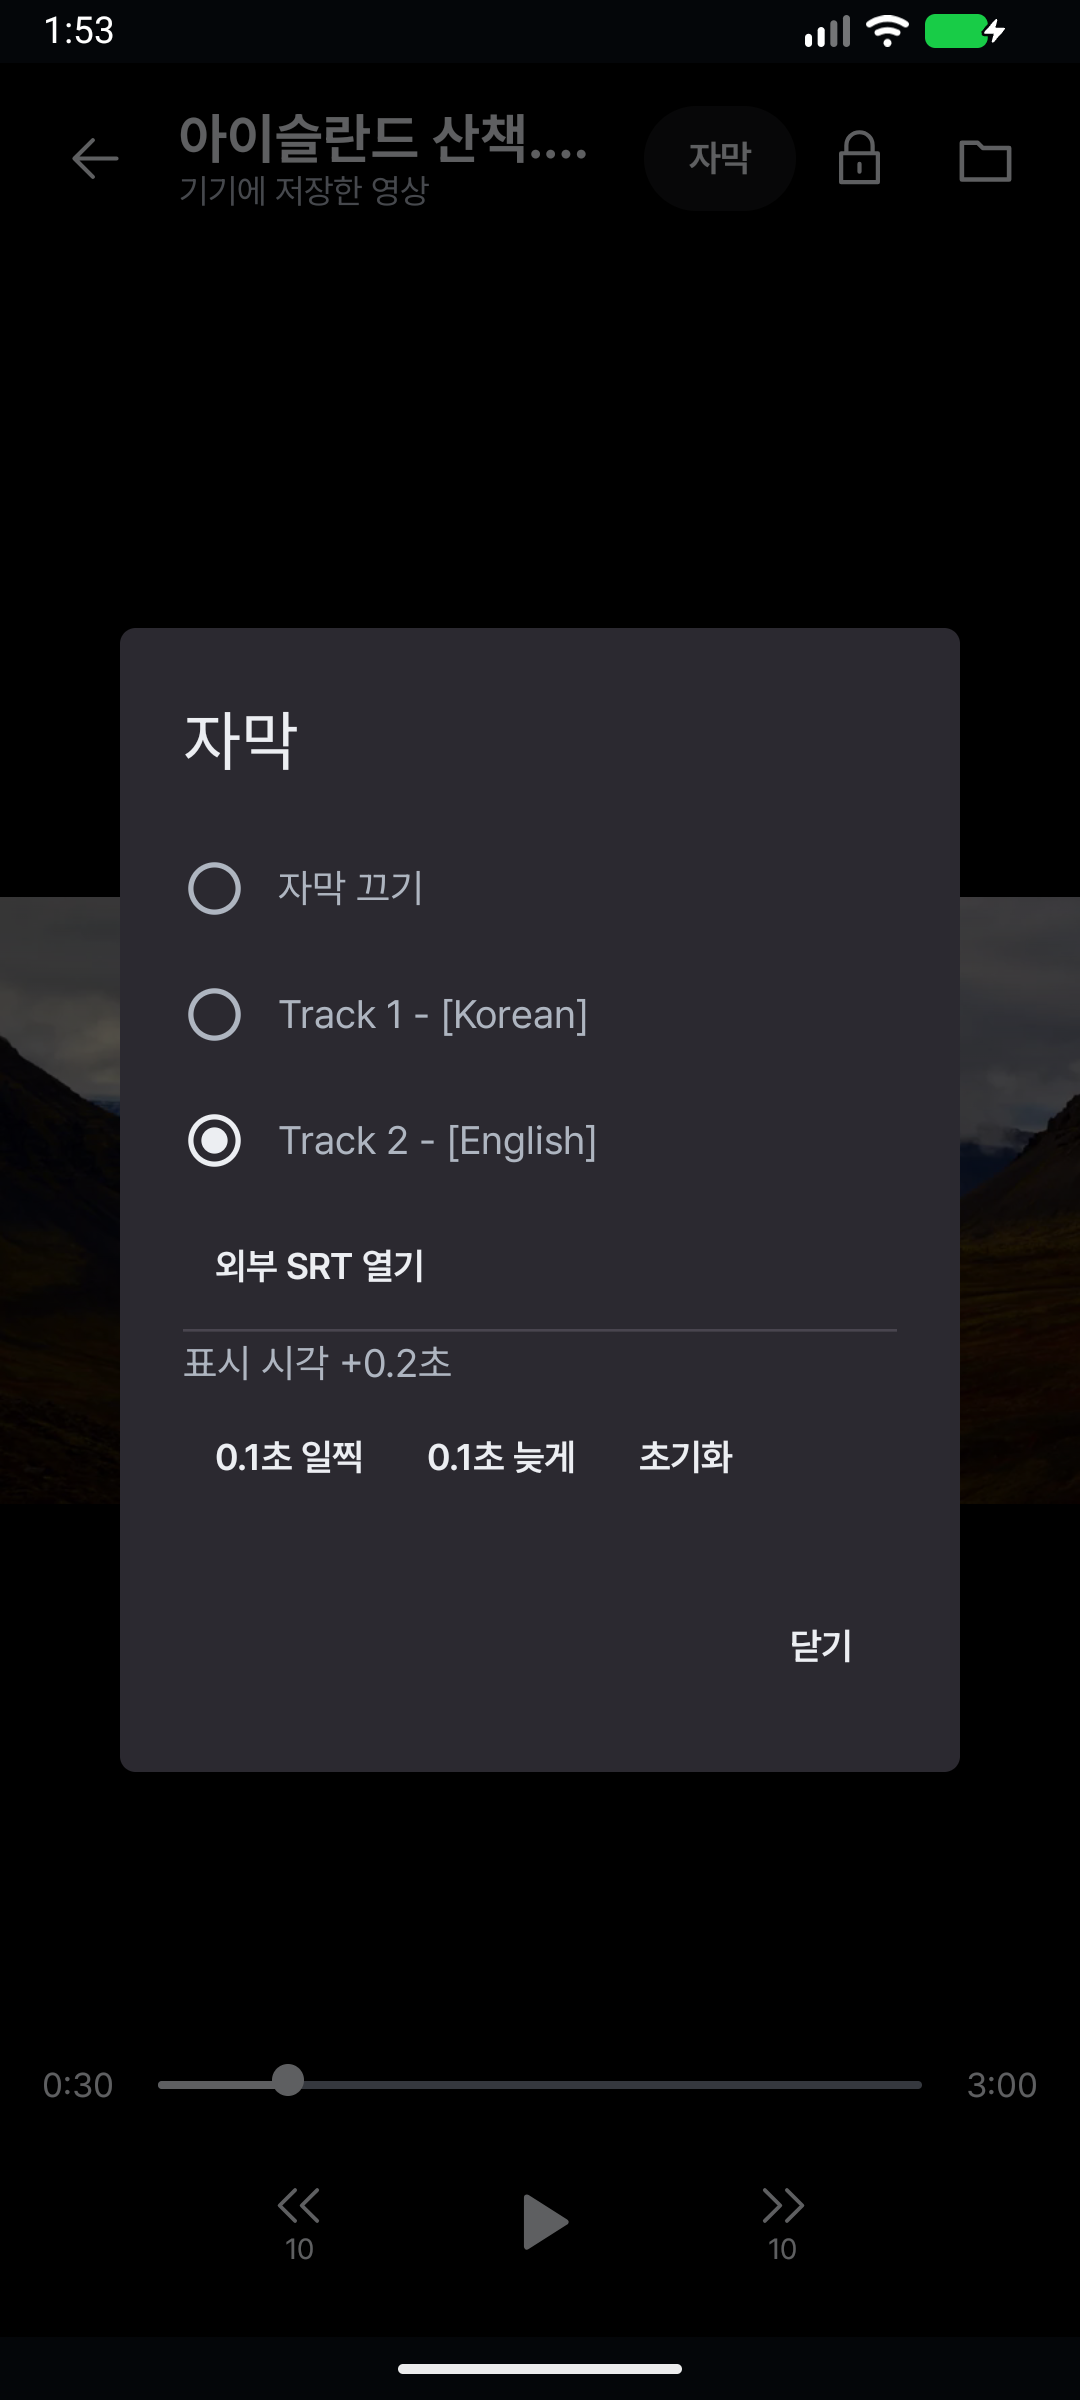 1:53
아이슬란드 산책....
기기에 저장한 영상
자막
자막
자막 끄기
Track 1 - [Korean]
Track 2 - [English]
외부 SRT 열기
표시 시각 +0.2초
0.1초 일찍 0.1초 늦게 초기화
닫기
0:30 3:00
10 10